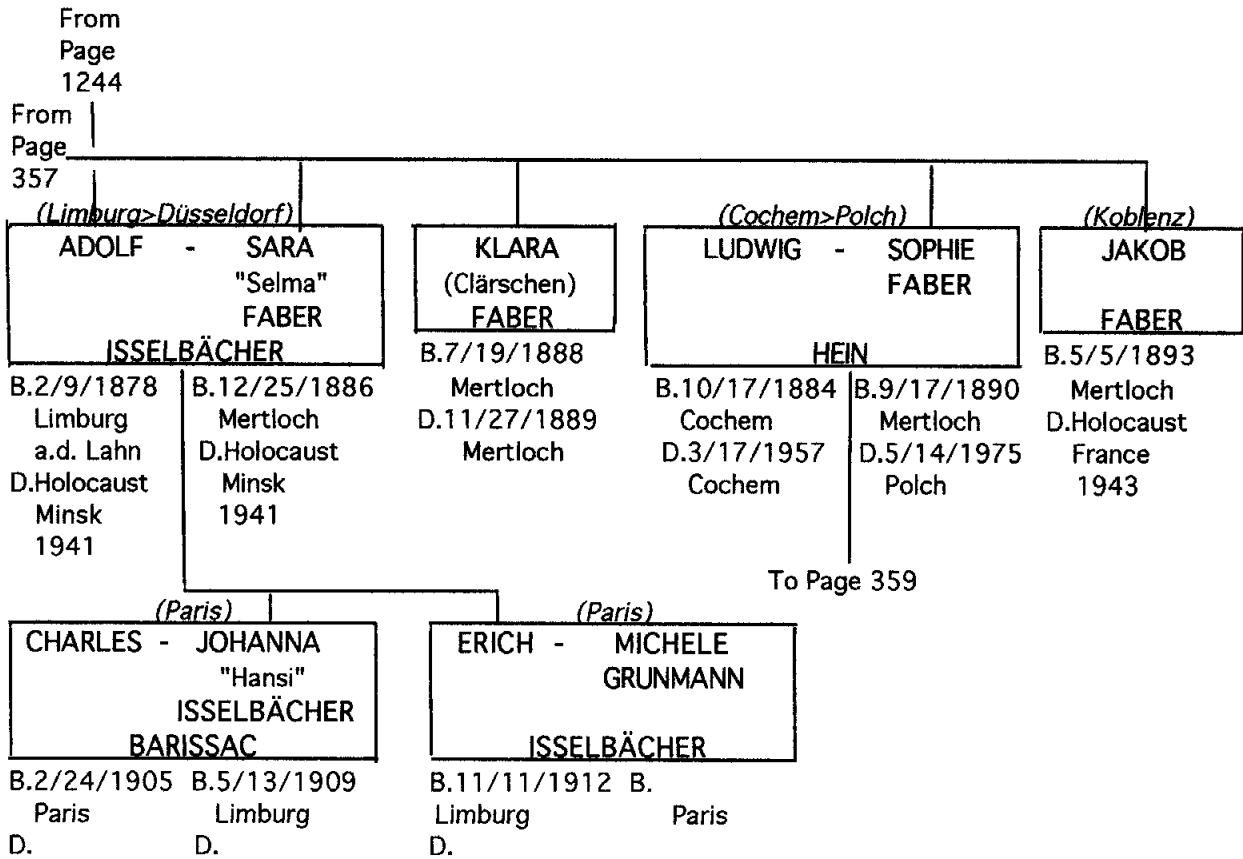 From
Page
1244
From
Page
357
(Limburg>Düsseldorf)
ADOLF - SARA
"Selma"
FABER
ISSELBÄCHER
B.2/9/1878 B.12/25/1886
Limburg Mertloch
a.d. Lahn D.Holocaust
D.Holocaust Minsk
Minsk 1941
1941
KLARA
(Clärschen)
FABER
B.7/19/1888
Mertloch
D.11/27/1889
Mertloch
(Cochem>Polch)
LUDWIG - SOPHIE
FABER
HEIN
B.10/17/1884 B.9/17/1890
Cochem Mertloch
D.3/17/1957 D.5/14/1975
Cochem Polch
To Page 359
(Koblenz)
JAKOB
FABER
B.5/5/1893
Mertloch
D.Holocaust
France
1943
(Paris)
CHARLES - JOHANNA
"Hansi"
ISSELBÄCHER
BARISSAC
B.2/24/1905 B.5/13/1909
Paris Limburg
D. D.
(Paris)
ERICH - MICHELE
GRUNMANN
ISSELBÄCHER
B.11/11/1912 B.
Limburg Paris
D.